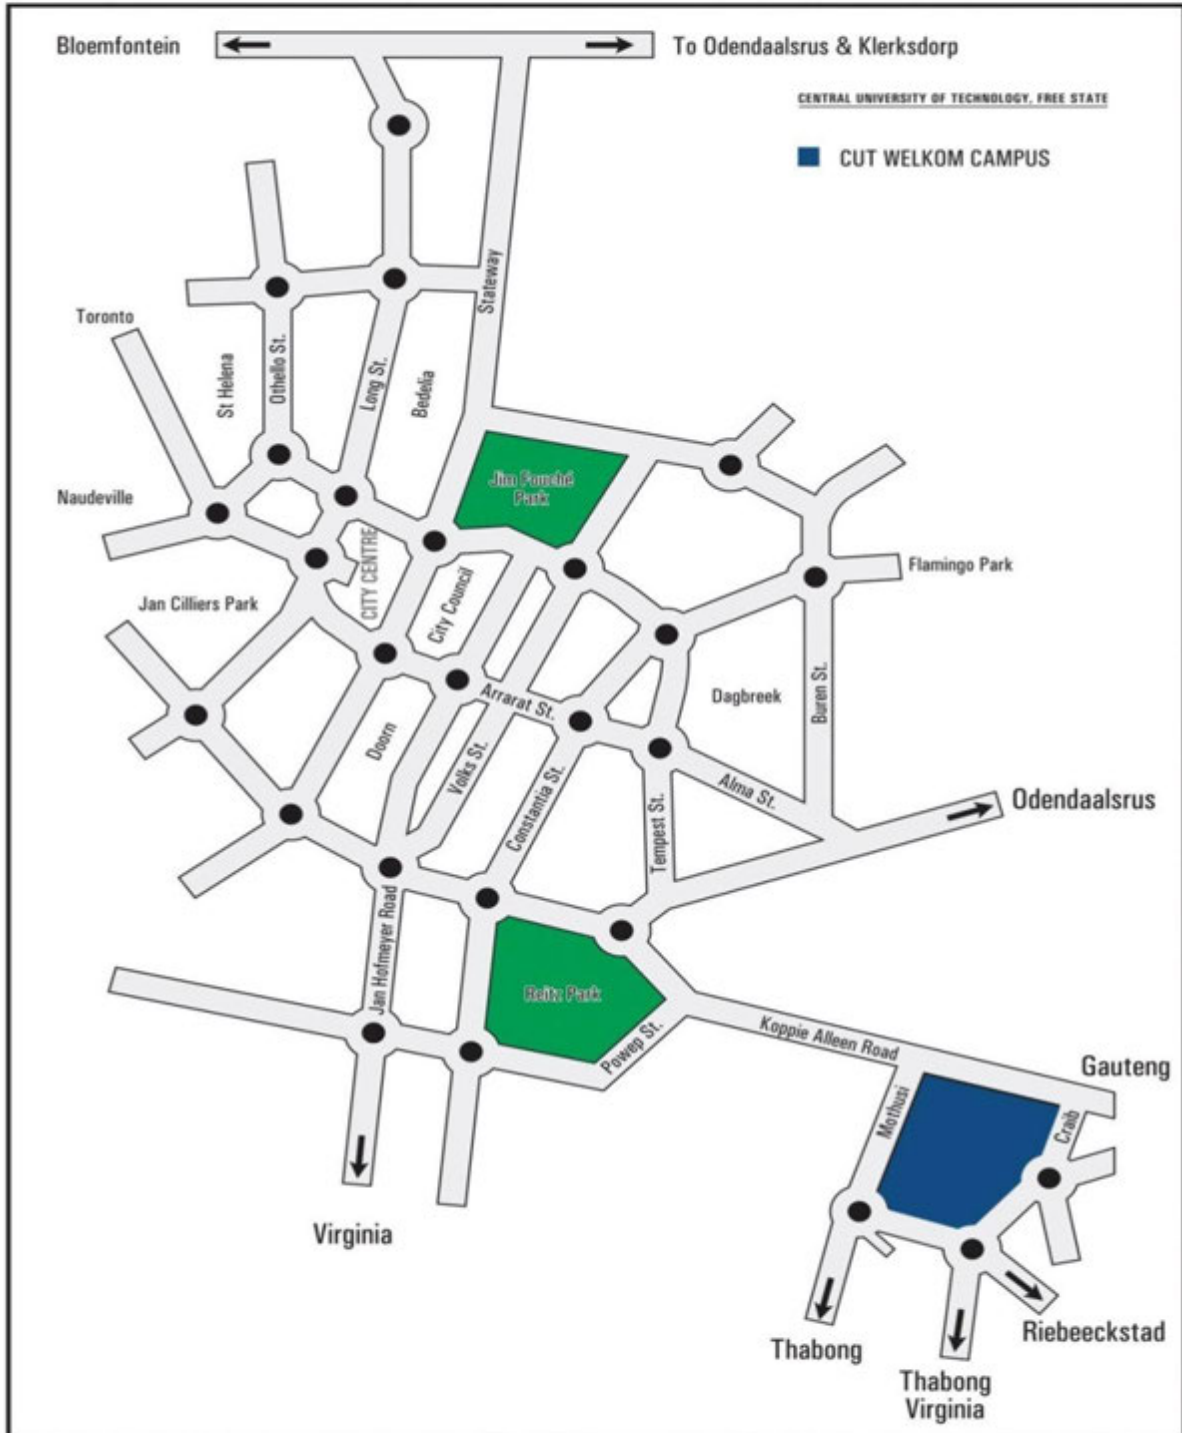 Bloemfontein
To Odendaalsrus & Klerksdorp
CENTRAL UNIVERSITY OF TECHNOLOGY, FREE STATE
CUT WELKOM CAMPUS
Stateway
Toronto
St Helena
Othello St.
Long St.
Bedelia
Jim Fouché
Park
Naudeville
CITY CENTRE
City Council
Flamingo Park
Jan Cilliers Park
Arrarat St.
Dagbreek
Buren St.
Doorn
Volks St.
Constantia St.
Tempest St.
Alma St.
Odendaalsrus
Jan Hofmeyer Road
Reitz Park
Powep St.
Koppie Alleen Road
Gauteng
Mothusi
Craib
Virginia
Thabong
Riebeeckstad
Thabong
Virginia